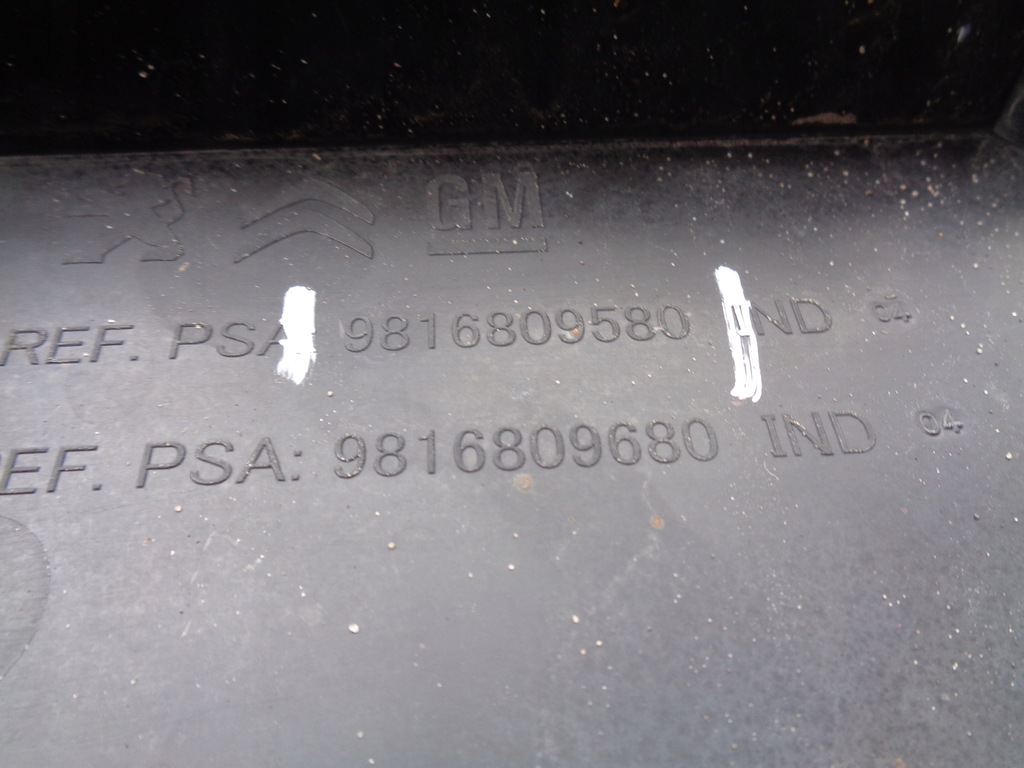 GM
REF. PSA: 9816809580 IND 04
REF. PSA: 9816809680 IND 04